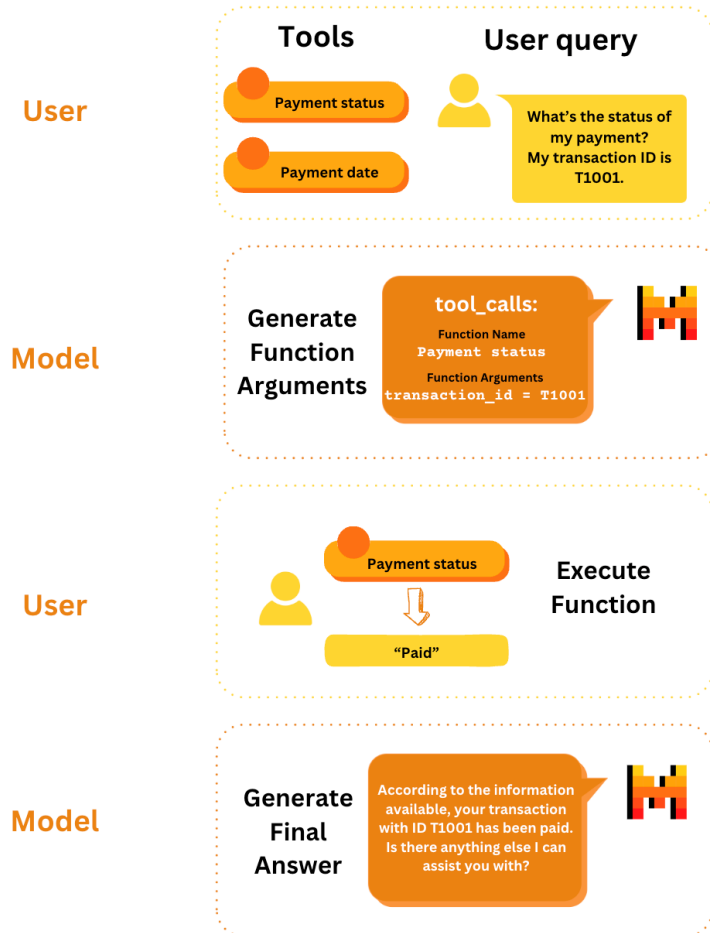 Tools
User query
User
Payment status
Payment date
What's the status of
my payment?
My transaction ID is
T1001.
Model
Generate
Function
Arguments
tool_calls:
Function Name
Payment status
Function Arguments
transaction_id = T1001
User
Payment status
“Paid”
Execute
Function
Model
Generate
Final
Answer
According to the information
available, your transaction
with ID T1001 has been paid.
Is there anything else I can
assist you with?